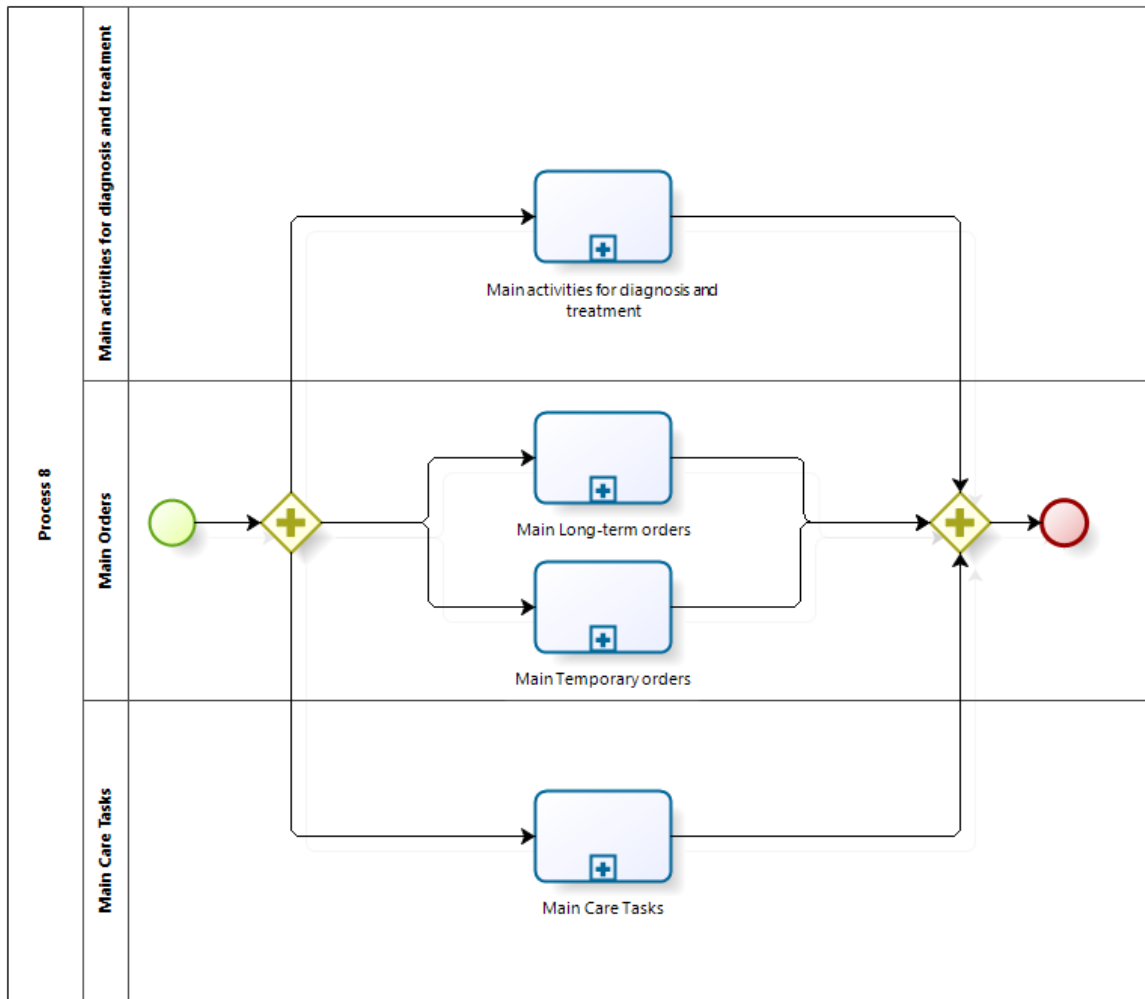 Process 8
Main activities for diagnosis and treatment
Main activities for diagnosis and
treatment
Main Orders
Main Long-term orders
Main Temporary orders
Main Care Tasks
Main Care Tasks